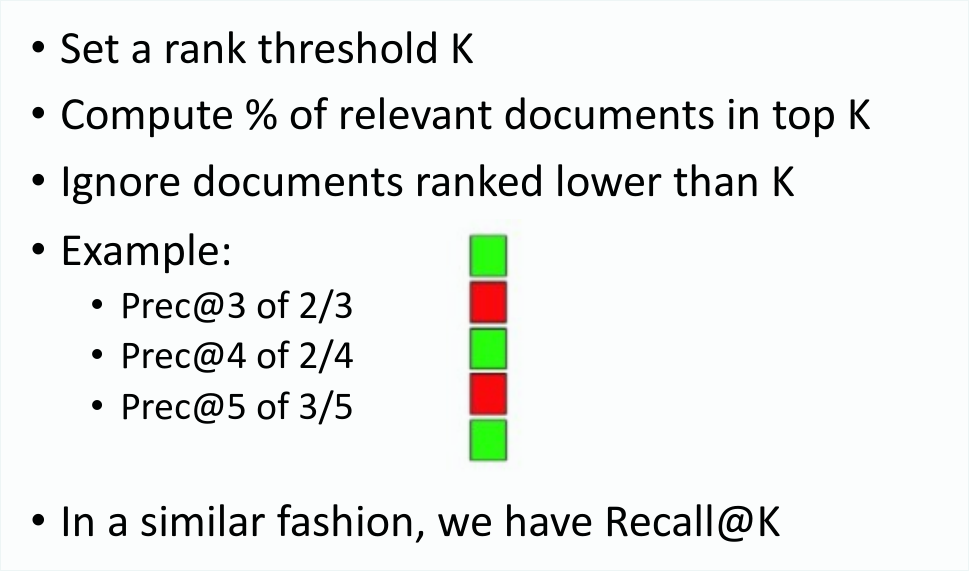 • Set a rank threshold K
• Compute % of relevant documents in top K
• Ignore documents ranked lower than K
• Example:
• Prec@3 of 2/3
• Prec@4 of 2/4
• Prec@5 of 3/5
• In a similar fashion, we have Recall@K